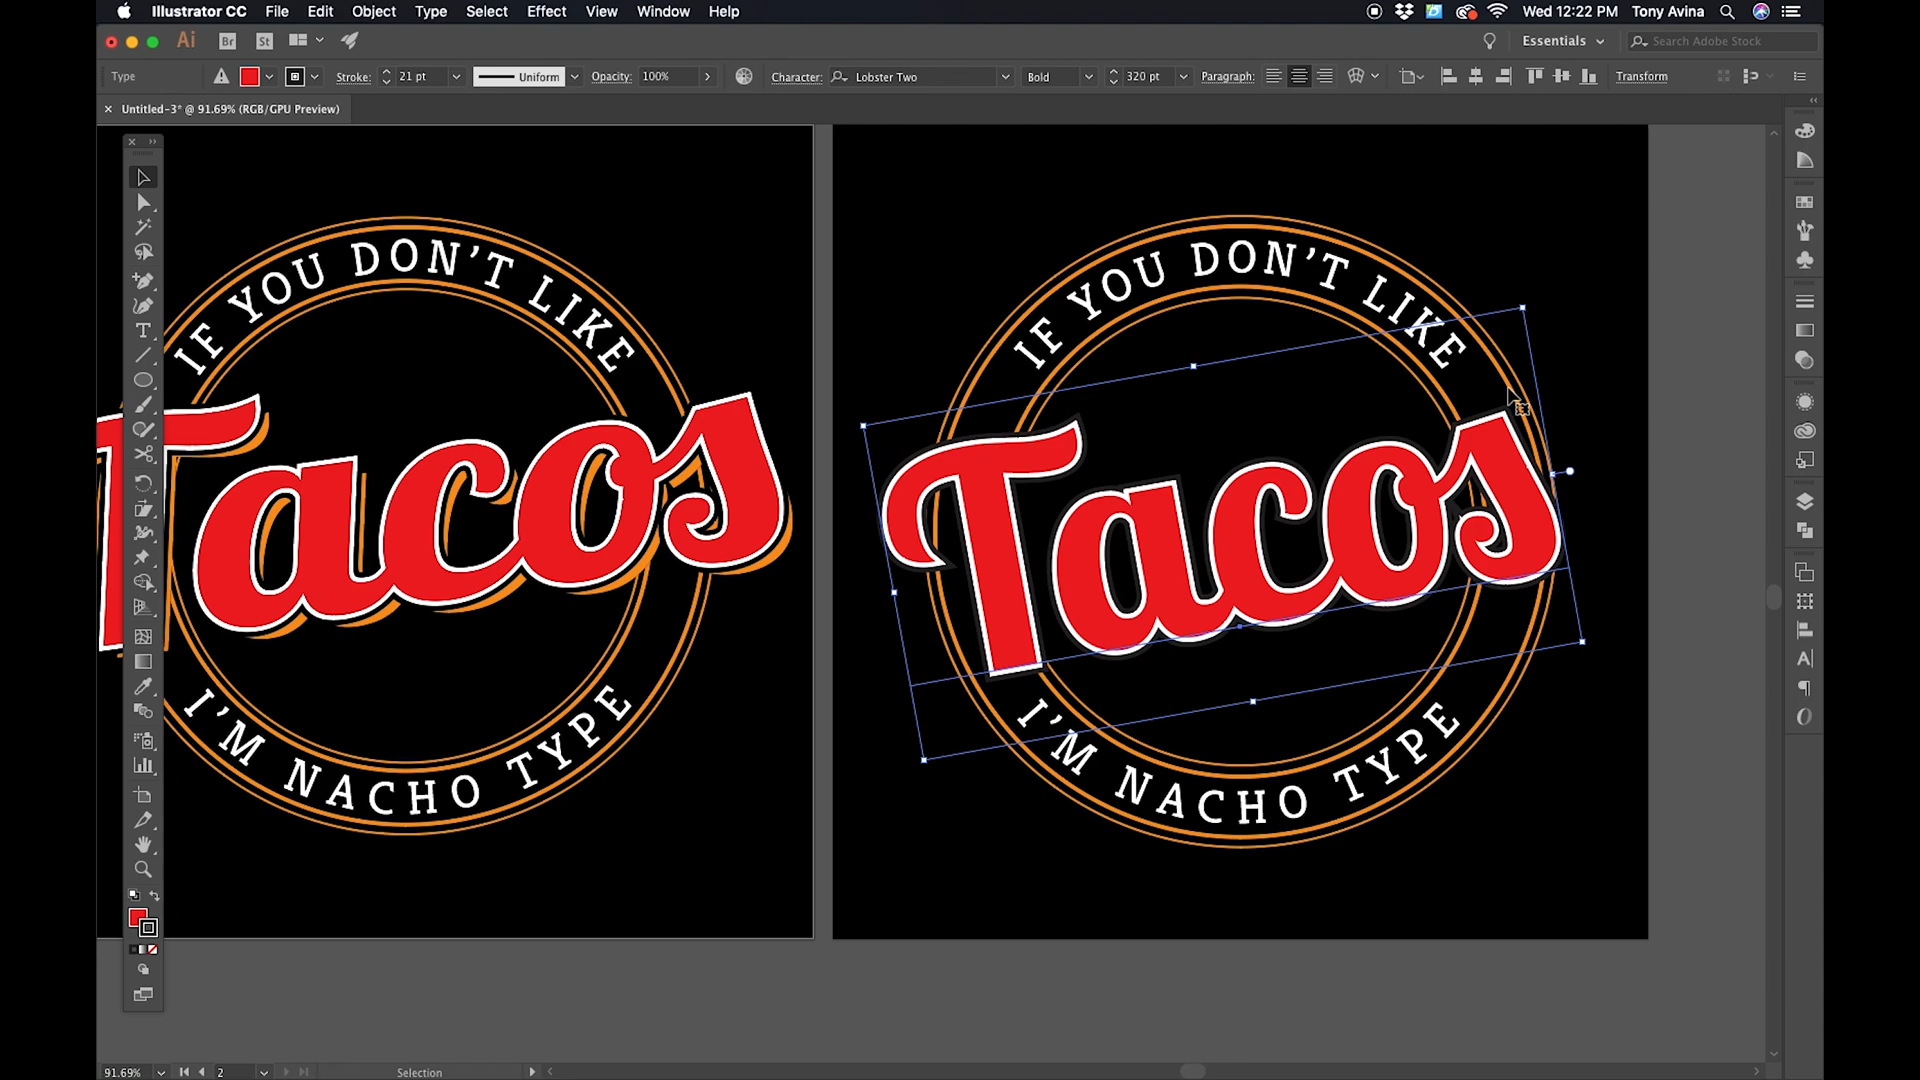 Illustrator CC File Edit Object Type Select Effect View Window Help Wed 12:22 PM Tony Avina
Ai Br St Essentials Search Adobe Stock
Type Stroke: 21 pt Uniform Opacity: 100% Character: Lobster Two Bold 320 pt Paragraph: Transform
Untitled-3* @ 91.69% (RGB/GPU Preview)
IF YOU DON'T LIKE
Tacos
I'M NACHO TYPE
IF YOU DON'T LIKE
Tacos
I'M NACHO TYPE
91.69% 2 Selection